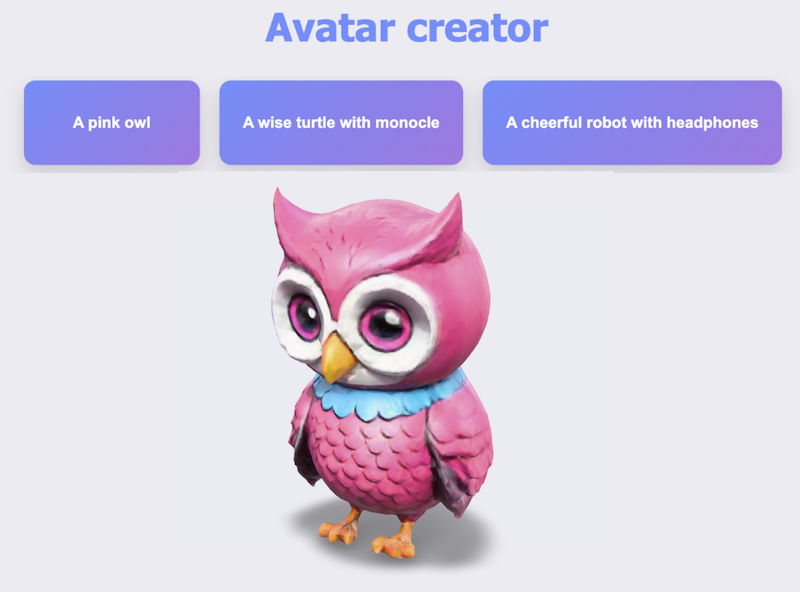 Avatar creator
A pink owl
A wise turtle with monocle
A cheerful robot with headphones